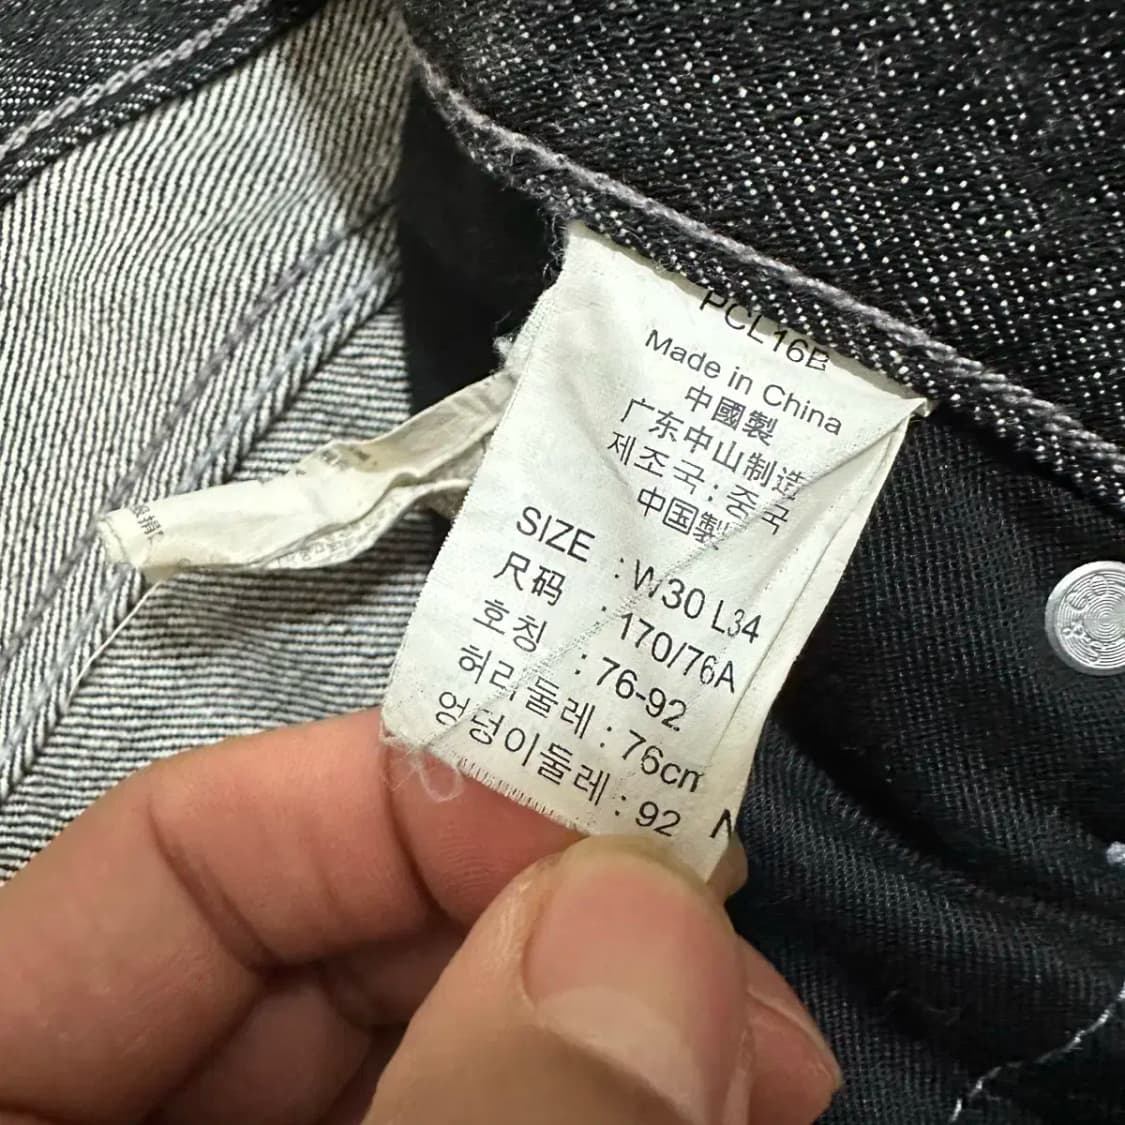 PCL16B
Made in China
中國製
广东中山制造
제조국 : 중국
中国製
SIZE : W30 L34
尺码 : 170/76A
호칭 : 76-92
허리둘레 : 76cm
엉덩이둘레 : 92